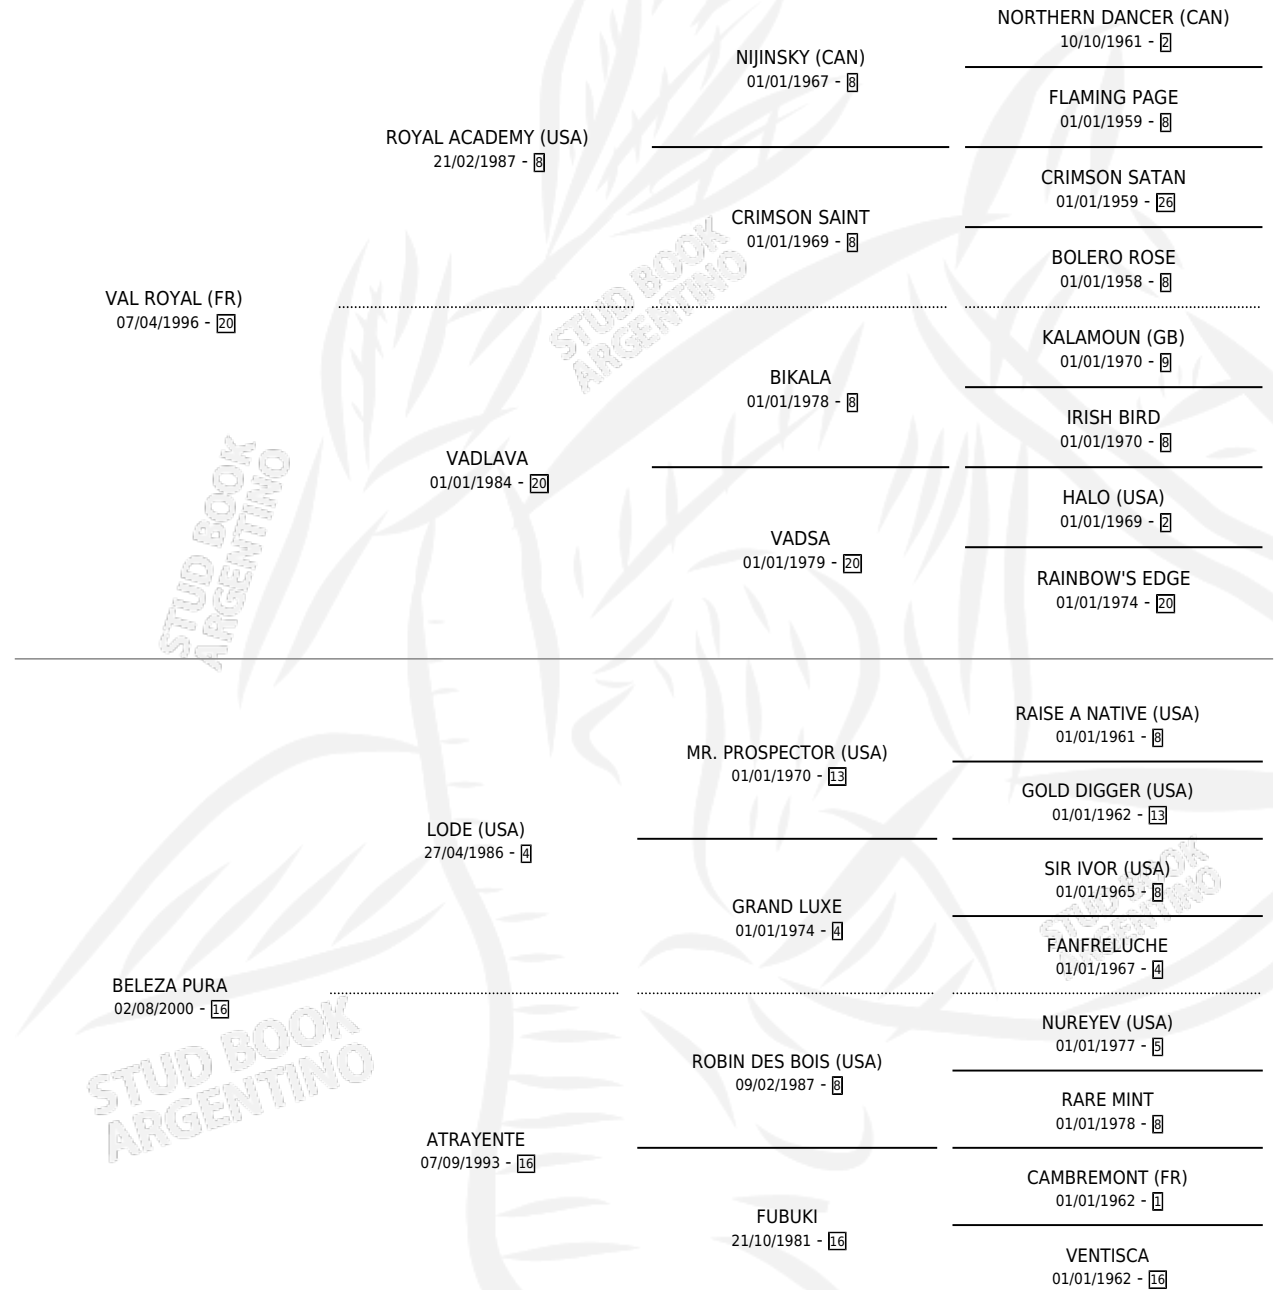 NORTHERN DANCER (CAN)
10/10/1961 - 2
NIJINSKY (CAN)
01/01/1967 - 8
FLAMING PAGE
01/01/1959 - 8
ROYAL ACADEMY (USA)
21/02/1987 - 8
CRIMSON SATAN
01/01/1959 - 26
CRIMSON SAINT
01/01/1969 - 8
BOLERO ROSE
01/01/1958 - 8
VAL ROYAL (FR)
07/04/1996 - 20
STUD BOOK
ARGENTINO
KALAMOUN (GB)
01/01/1970 - 9
BIKALA
01/01/1978 - 8
IRISH BIRD
01/01/1970 - 8
VADLAVA
01/01/1984 - 20
HALO (USA)
01/01/1969 - 2
VADSA
01/01/1979 - 20
RAINBOW'S EDGE
01/01/1974 - 20
STUD BOOK
ARGENTINO
RAISE A NATIVE (USA)
01/01/1961 - 8
MR. PROSPECTOR (USA)
01/01/1970 - 13
GOLD DIGGER (USA)
01/01/1962 - 13
LODE (USA)
27/04/1986 - 4
SIR IVOR (USA)
01/01/1965 - 8
GRAND LUXE
01/01/1974 - 4
STUD BOOK
ARGENTINO
FANFRELUCHE
01/01/1967 - 4
BELEZA PURA
02/08/2000 - 16
STUD BOOK
ARGENTINO
NUREYEV (USA)
01/01/1977 - 5
ROBIN DES BOIS (USA)
09/02/1987 - 8
RARE MINT
01/01/1978 - 8
ATRAYENTE
07/09/1993 - 16
CAMBREMONT (FR)
01/01/1962 - 1
FUBUKI
21/10/1981 - 16
VENTISCA
01/01/1962 - 16